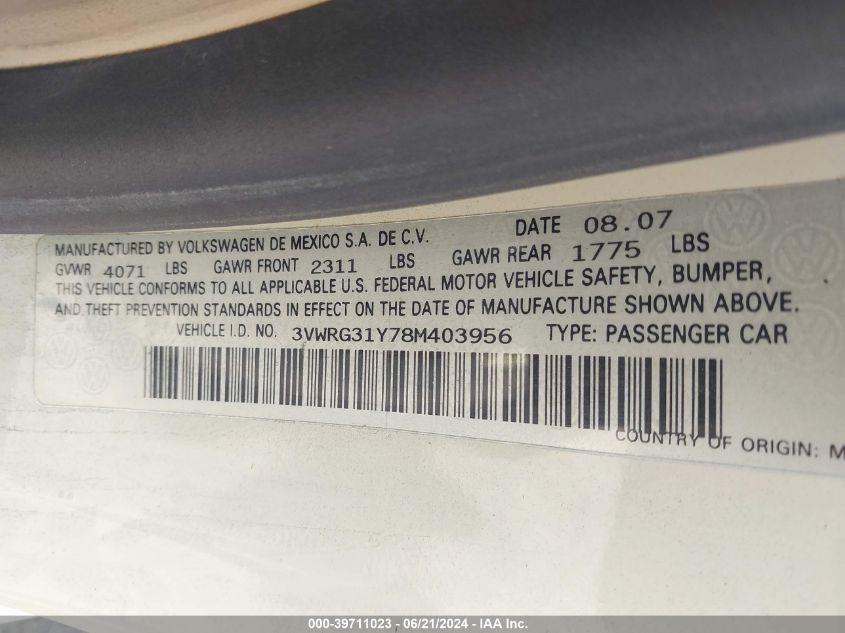 MANUFACTURED BY VOLKSWAGEN DE MEXICO S.A. DE C.V. DATE 08.07
GVWR 4071 LBS GAWR FRONT 2311 LBS GAWR REAR 1775 LBS
THIS VEHICLE CONFORMS TO ALL APPLICABLE U.S. FEDERAL MOTOR VEHICLE SAFETY, BUMPER,
AND THEFT PREVENTION STANDARDS IN EFFECT ON THE DATE OF MANUFACTURE SHOWN ABOVE.
VEHICLE I.D. NO. 3VWRG31Y78M403956 TYPE: PASSENGER CAR
COUNTRY OF ORIGIN: M
000-39711023 - 06/21/2024 - IAA Inc.